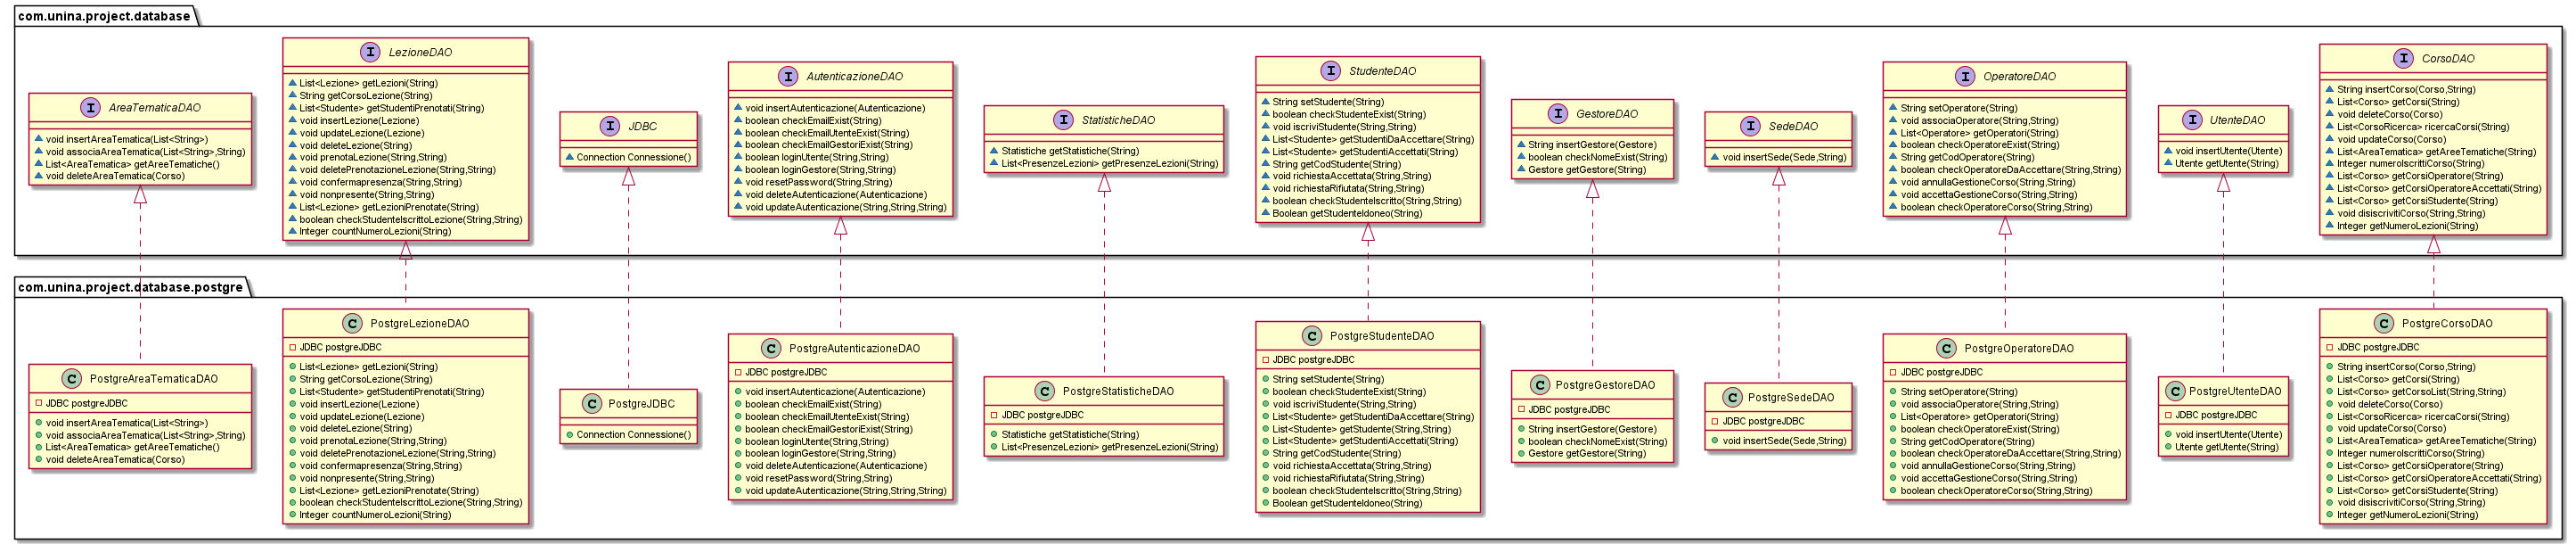 com.unina.project.database
AreaTematicaDAO
void insertAreaTematica(List<String>)
void associaAreaTematica(List<String>,String)
List<AreaTematica> getAreeTematiche()
void deleteAreaTematica(Corso)
LezioneDAO
List<Lezione> getLezioni(String)
String getCorsoLezione(String)
List<Studente> getStudentiPrenotati(String)
void insertLezione(Lezione)
void updateLezione(Lezione)
void deleteLezione(String)
void prenotaLezione(String,String)
void deletePrenotazioneLezione(String,String)
void confermapresenza(String,String)
void nonpresente(String,String)
List<Lezione> getLezioniPrenotate(String)
boolean checkStudenteIscrittoLezione(String,String)
Integer countNumeroLezioni(String)
JDBC
Connection Connessione()
AutenticazioneDAO
void insertAutenticazione(Autenticazione)
boolean checkEmailExist(String)
boolean checkEmailUtenteExist(String)
boolean checkEmailGestoriExist(String)
boolean loginUtente(String,String)
boolean loginGestore(String,String)
void resetPassword(String,String)
void deleteAutenticazione(Autenticazione)
void updateAutenticazione(String,String,String)
StatisticheDAO
Statistiche getStatistiche(String)
List<PresenzeLezioni> getPresenzeLezioni(String)
StudenteDAO
String setStudente(String)
boolean checkStudenteExist(String)
void iscriviStudente(String,String)
List<Studente> getStudentiDaAccettare(String)
List<Studente> getStudentiAccettati(String)
String getCodStudente(String)
void richiestaAccettata(String,String)
void richiestaRifiutata(String,String)
boolean checkStudenteIscritto(String,String)
Boolean getStudenteIdoneo(String)
GestoreDAO
String insertGestore(Gestore)
boolean checkNomeExist(String)
Gestore getGestore(String)
SedeDAO
void insertSede(Sede,String)
OperatoreDAO
String setOperatore(String)
void associaOperatore(String,String)
List<Operatore> getOperatori(String)
boolean checkOperatoreExist(String)
String getCodOperatore(String)
boolean checkOperatoreDaAccettare(String,String)
void annullaGestioneCorso(String,String)
void accettaGestioneCorso(String,String)
boolean checkOperatoreCorso(String,String)
UtenteDAO
void insertUtente(Utente)
Utente getUtente(String)
CorsoDAO
String insertCorso(Corso,String)
List<Corso> getCorsi(String)
void deleteCorso(Corso)
List<CorsoRicerca> ricercaCorsi(String)
void updateCorso(Corso)
List<AreaTematica> getAreeTematiche(String)
Integer numeroIscrittiCorso(String)
List<Corso> getCorsiOperatore(String)
List<Corso> getCorsiOperatoreAccettati(String)
List<Corso> getCorsiStudente(String)
void disiscrivitiCorso(String,String)
Integer getNumeroLezioni(String)
com.unina.project.database.postgre
PostgreAreaTematicaDAO
JDBC postgreJDBC
void insertAreaTematica(List<String>)
void associaAreaTematica(List<String>,String)
List<AreaTematica> getAreeTematiche()
void deleteAreaTematica(Corso)
PostgreLezioneDAO
JDBC postgreJDBC
List<Lezione> getLezioni(String)
String getCorsoLezione(String)
List<Studente> getStudentiPrenotati(String)
void insertLezione(Lezione)
void updateLezione(Lezione)
void deleteLezione(String)
void prenotaLezione(String,String)
void deletePrenotazioneLezione(String,String)
void confermapresenza(String,String)
void nonpresente(String,String)
List<Lezione> getLezioniPrenotate(String)
boolean checkStudenteIscrittoLezione(String,String)
Integer countNumeroLezioni(String)
PostgreJDBC
Connection Connessione()
PostgreAutenticazioneDAO
JDBC postgreJDBC
void insertAutenticazione(Autenticazione)
boolean checkEmailExist(String)
boolean checkEmailUtenteExist(String)
boolean checkEmailGestoriExist(String)
boolean loginUtente(String,String)
boolean loginGestore(String,String)
void deleteAutenticazione(Autenticazione)
void resetPassword(String,String)
void updateAutenticazione(String,String,String)
PostgreStatisticheDAO
JDBC postgreJDBC
Statistiche getStatistiche(String)
List<PresenzeLezioni> getPresenzeLezioni(String)
PostgreStudenteDAO
JDBC postgreJDBC
String setStudente(String)
boolean checkStudenteExist(String)
void iscriviStudente(String,String)
List<Studente> getStudentiDaAccettare(String)
List<Studente> getStudente(String,String)
List<Studente> getStudentiAccettati(String)
String getCodStudente(String)
void richiestaAccettata(String,String)
void richiestaRifiutata(String,String)
boolean checkStudenteIscritto(String,String)
Boolean getStudenteIdoneo(String)
PostgreGestoreDAO
JDBC postgreJDBC
String insertGestore(Gestore)
boolean checkNomeExist(String)
Gestore getGestore(String)
PostgreSedeDAO
JDBC postgreJDBC
void insertSede(Sede,String)
PostgreOperatoreDAO
JDBC postgreJDBC
String setOperatore(String)
void associaOperatore(String,String)
List<Operatore> getOperatori(String)
boolean checkOperatoreExist(String)
String getCodOperatore(String)
boolean checkOperatoreDaAccettare(String,String)
void annullaGestioneCorso(String,String)
void accettaGestioneCorso(String,String)
boolean checkOperatoreCorso(String,String)
PostgreUtenteDAO
JDBC postgreJDBC
void insertUtente(Utente)
Utente getUtente(String)
PostgreCorsoDAO
JDBC postgreJDBC
String insertCorso(Corso,String)
List<Corso> getCorsi(String)
List<Corso> getCorsoList(String,String)
void deleteCorso(Corso)
List<CorsoRicerca> ricercaCorsi(String)
void updateCorso(Corso)
List<AreaTematica> getAreeTematiche(String)
Integer numeroIscrittiCorso(String)
List<Corso> getCorsiOperatore(String)
List<Corso> getCorsiOperatoreAccettati(String)
List<Corso> getCorsiStudente(String)
void disiscrivitiCorso(String,String)
Integer getNumeroLezioni(String)